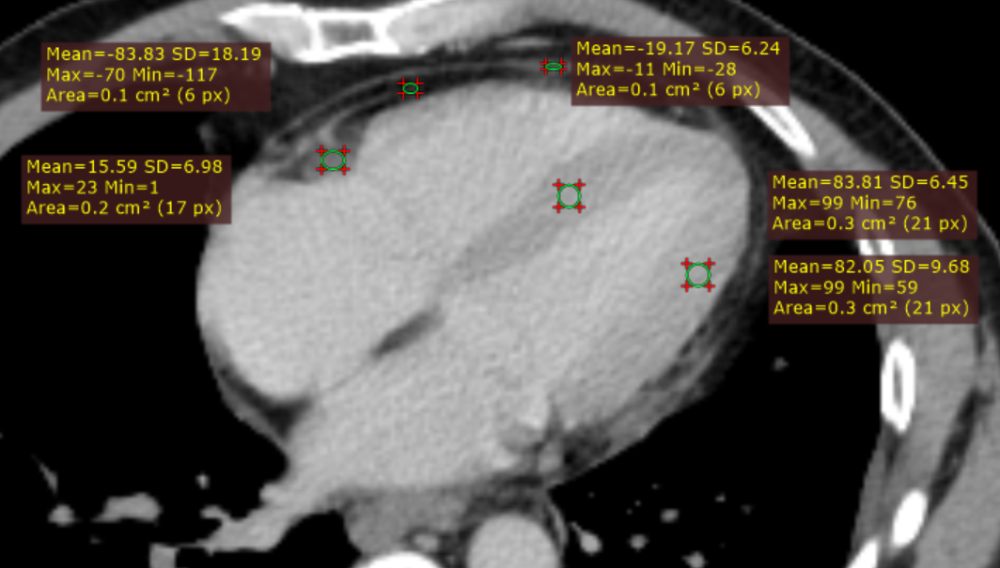 Mean=-83.83 SD=18.19
Max=-70 Min=-117
Area=0.1 cm² (6 px)
Mean=-19.17 SD=6.24
Max=-11 Min=-28
Area=0.1 cm² (6 px)
Mean=15.59 SD=6.98
Max=23 Min=1
Area=0.2 cm² (17 px)
Mean=83.81 SD=6.45
Max=99 Min=76
Area=0.3 cm² (21 px)
Mean=82.05 SD=9.68
Max=99 Min=59
Area=0.3 cm² (21 px)